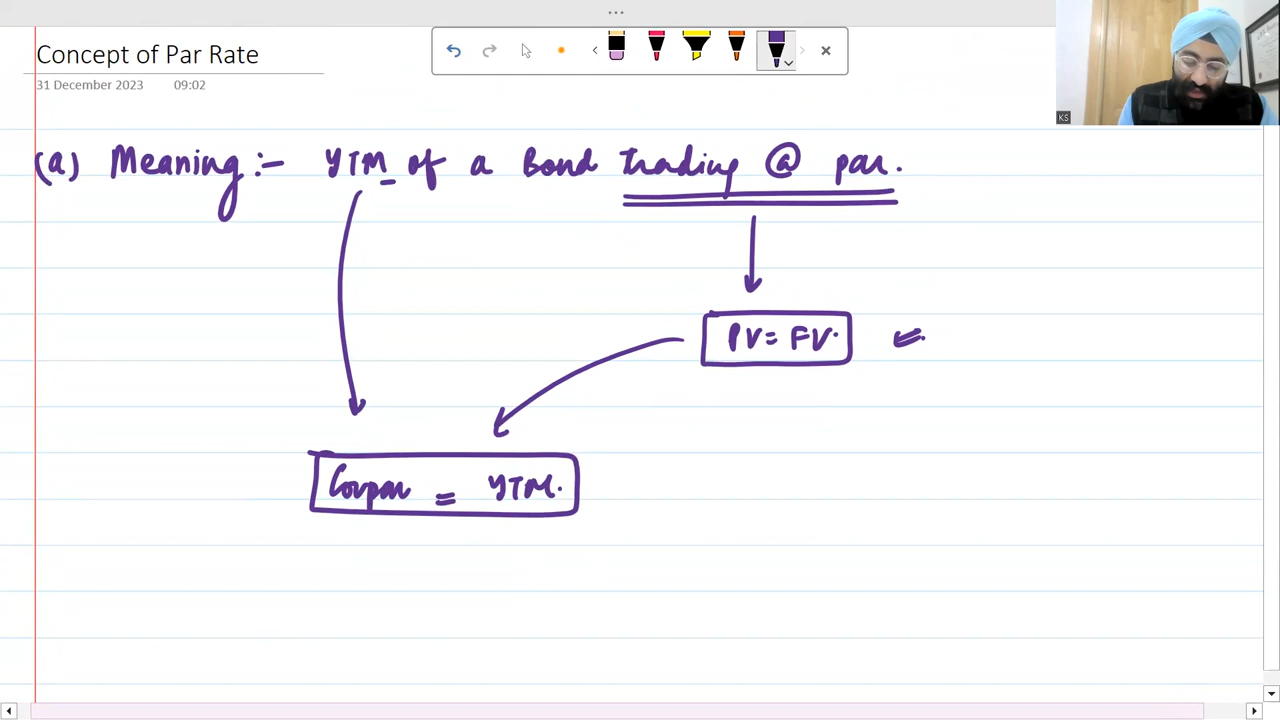 Concept of Par Rate
31 December 2023 09:02
(a) Meaning :- YTM of a Bond trading @ par.
PV = FV.
Coupon = YTM.
KS